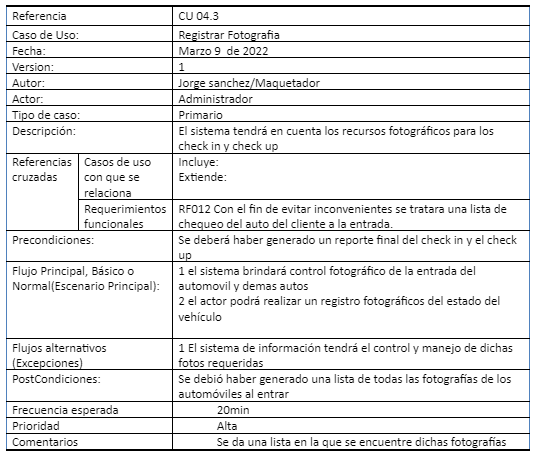 Referencia CU 04.3
Caso de Uso: Registrar Fotografia
Fecha: Marzo 9 de 2022
Version: 1
Autor: Jorge sanchez/Maquetador
Actor: Administrador
Tipo de caso: Primario
Descripción: El sistema tendrá en cuenta los recursos fotográficos para los
check in y check up
Referencias
cruzadas
Casos de uso
con que se
relaciona
Incluye:
Extiende:
Requerimientos
funcionales
RF012 Con el fin de evitar inconvenientes se tratara una lista de
chequeo del auto del cliente a la entrada.
Precondiciones: Se deberá haber generado un reporte final del check in y el check
up
Flujo Principal, Básico o
Normal(Escenario Principal):
1 el sistema brindará control fotográfico de la entrada del
automovil y demas autos
2 el actor podrá realizar un registro fotográficos del estado del
vehículo
Flujos alternativos
(Excepciones)
1 El sistema de información tendrá el control y manejo de dichas
fotos requeridas
PostCondiciones: Se debió haber generado una lista de todas las fotografías de los
automóviles al entrar
Frecuencia esperada 20min
Prioridad Alta
Comentarios Se da una lista en la que se encuentre dichas fotografías